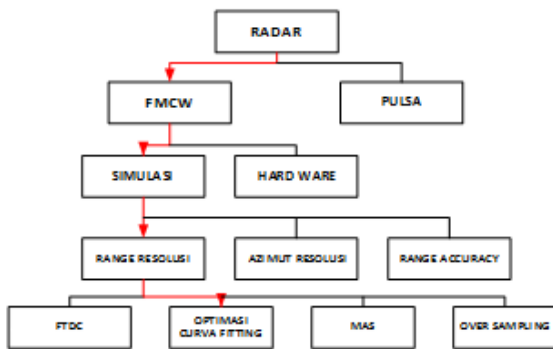 RADAR
FMCW
PULSA
SIMULASI
HARD WARE
RANGE RESOLUSI
AZIMUT RESOLUSI
RANGE ACCURACY
FTDC
OPTIMASI
CURVA FITTING
MAS
OVER SAMPLING